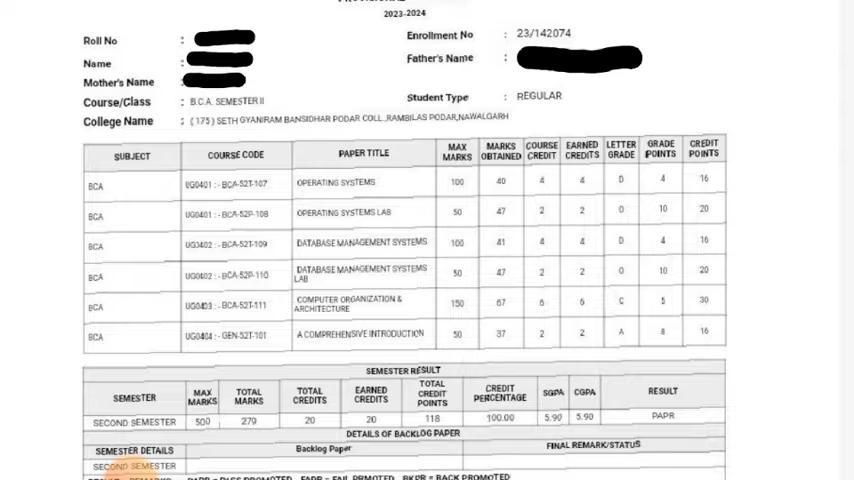 2023-2024
Roll No :
Enrollment No : 23/142074
Name :
Father's Name :
Mother's Name :
Course/Class : B.C.A. SEMESTER II
Student Type : REGULAR
College Name : ( 175 ) SETH GYANIRAM BANSIDHAR PODAR COLL.,RAMBILAS PODAR,NAWALGARH
SUBJECT COURSE CODE PAPER TITLE MAX MARKS MARKS OBTAINED COURSE CREDIT EARNED CREDITS LETTER GRADE GRADE POINTS CREDIT POINTS
BCA UG0401 : - BCA-52T-107 OPERATING SYSTEMS 100 40 4 4 D 4 16
BCA UG0401 : - BCA-52P-108 OPERATING SYSTEMS LAB 50 47 2 2 O 10 20
BCA UG0402 : - BCA-52T-109 DATABASE MANAGEMENT SYSTEMS 100 41 4 4 D 4 16
BCA UG0402 : - BCA-52P-110 DATABASE MANAGEMENT SYSTEMS LAB 50 47 2 2 O 10 20
BCA UG0403 : - BCA-52T-111 COMPUTER ORGANIZATION & ARCHITECTURE 150 67 6 6 C 5 30
BCA UG0404 : - GEN-52T-101 A COMPREHENSIVE INTRODUCTION 50 37 2 2 A 8 16
SEMESTER RESULT
SEMESTER MAX MARKS TOTAL MARKS TOTAL CREDITS EARNED CREDITS TOTAL CREDIT POINTS CREDIT PERCENTAGE SGPA CGPA RESULT
SECOND SEMESTER 500 279 20 20 118 100.00 5.90 5.90 PAPR
DETAILS OF BACKLOG PAPER
SEMESTER DETAILS Backlog Paper FINAL REMARK/STATUS
SECOND SEMESTER
PAPR = PASS PROMOTED FAPR = FAIL PRMOTED BKPR = BACK PROMOTED